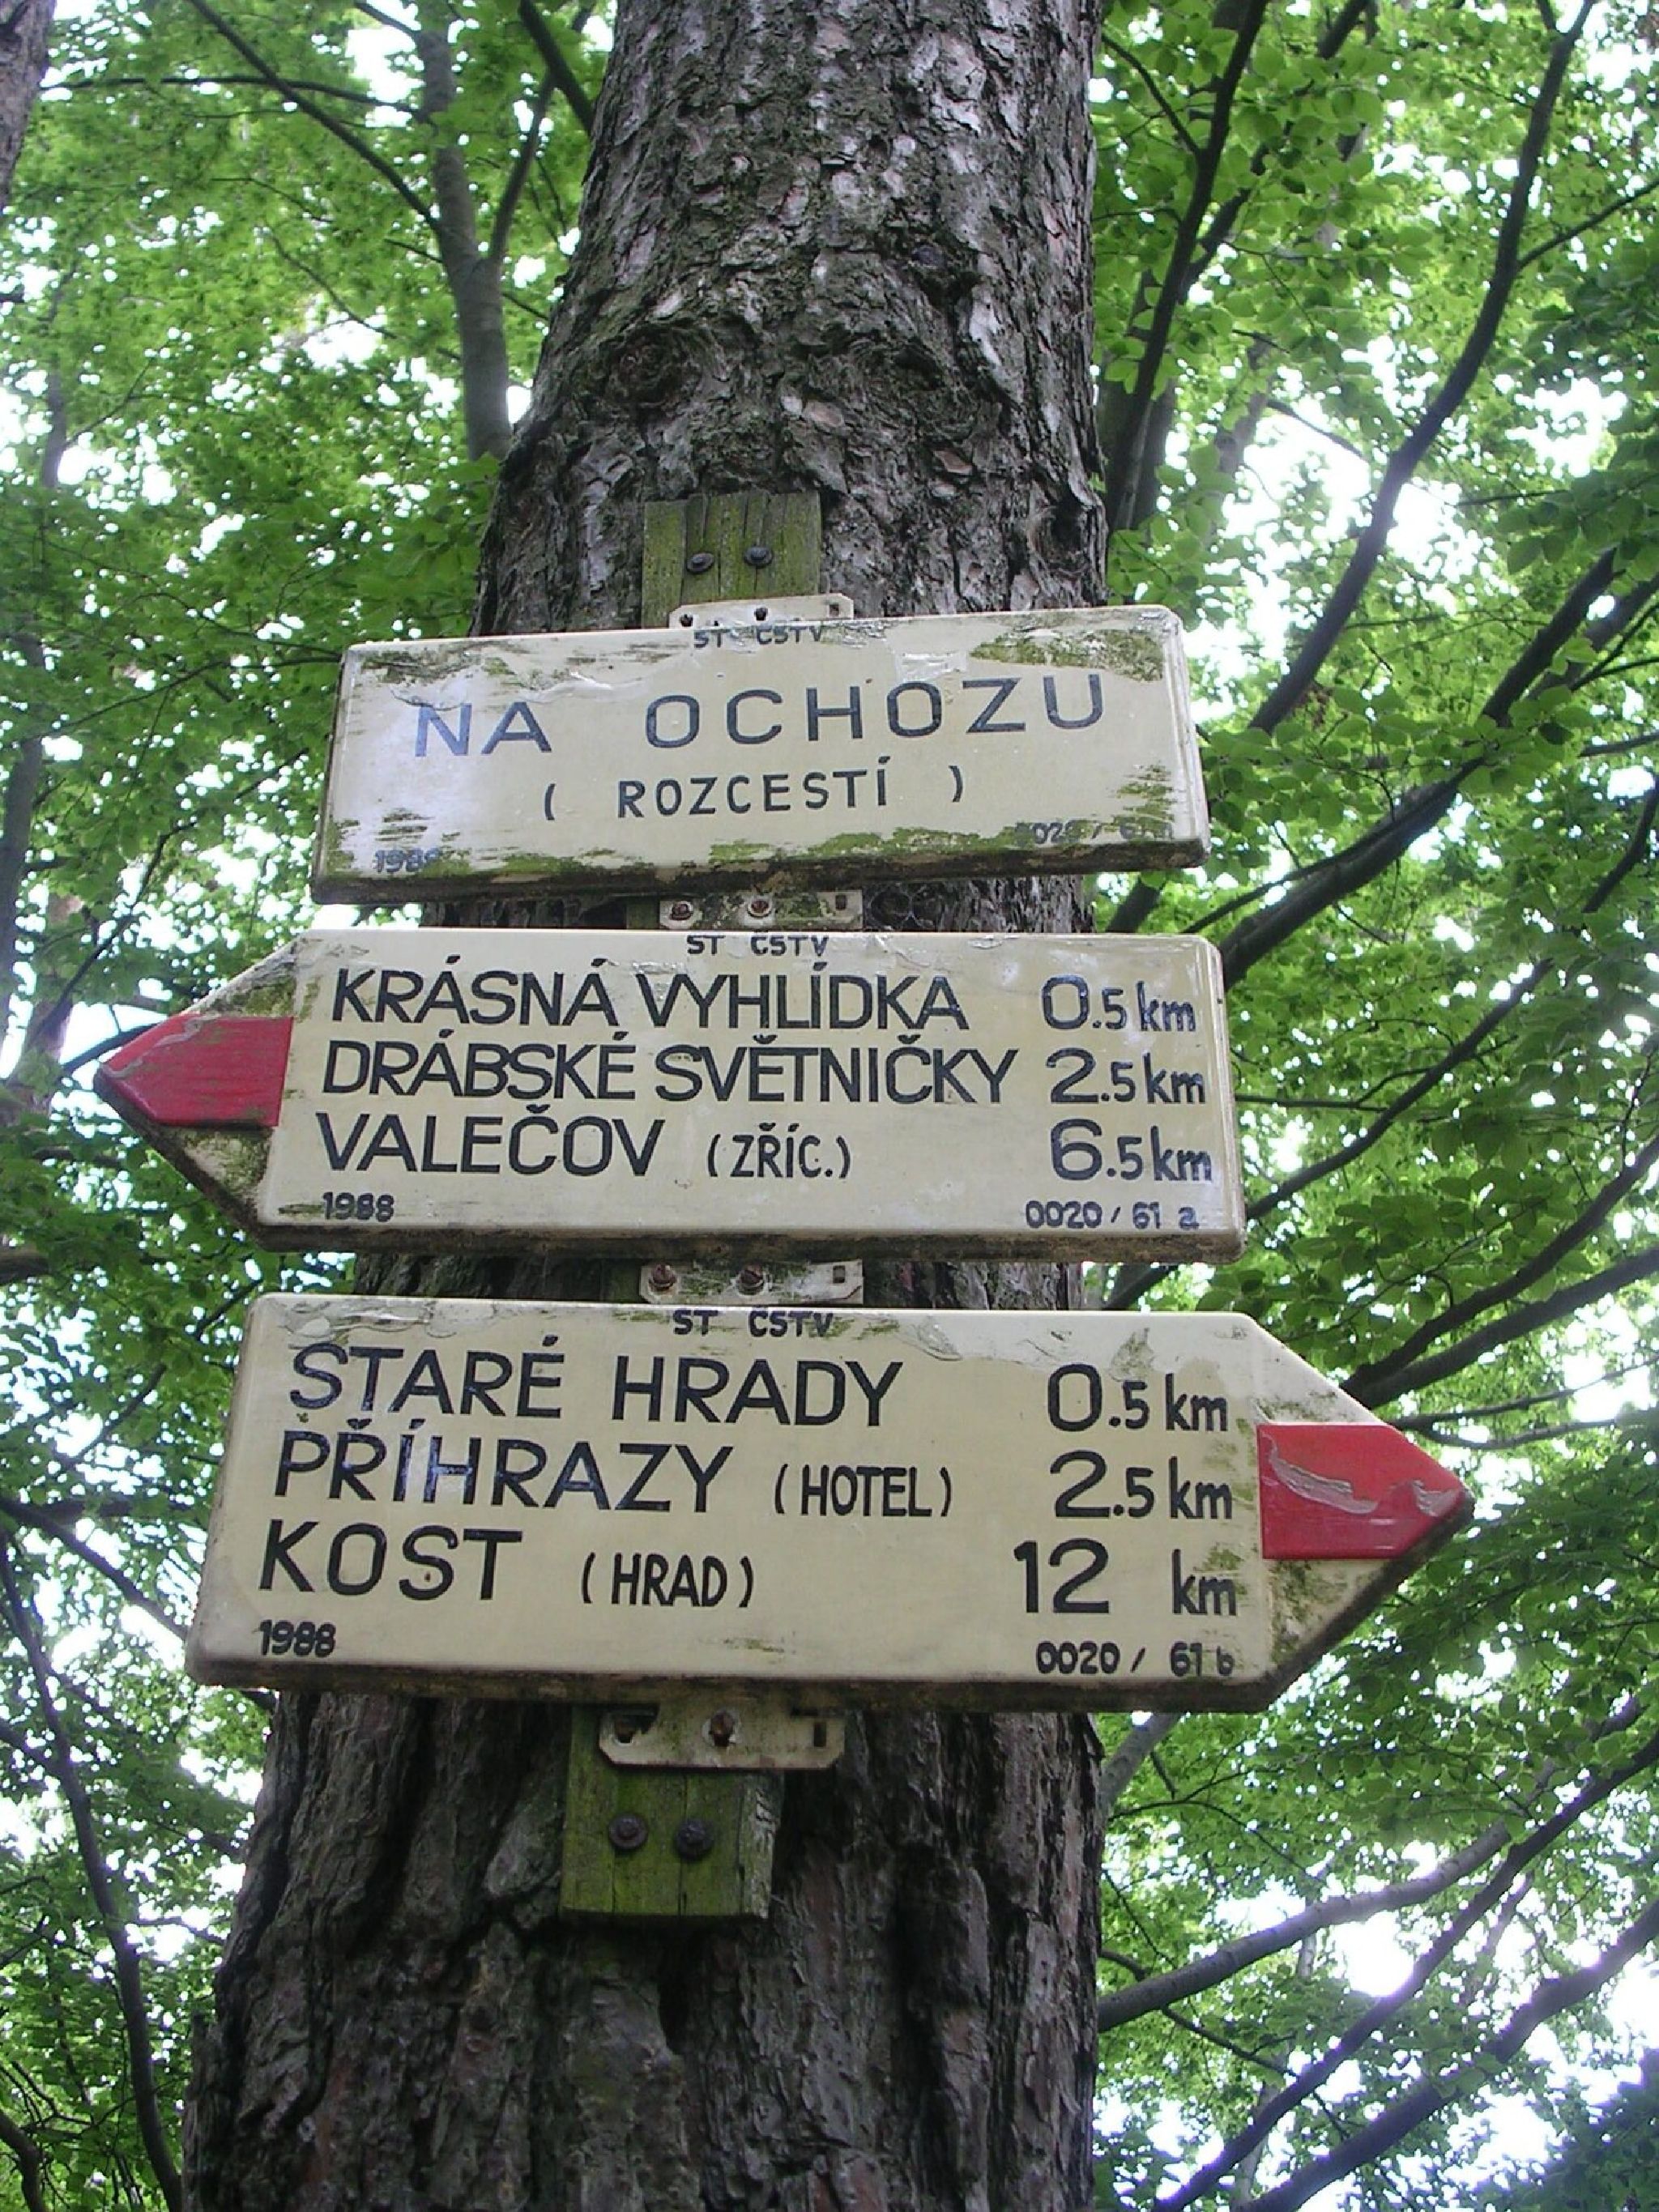 ST ČSTV
NA OCHOZU
( ROZCESTÍ )
1988
ST ČSTV
KRÁSNÁ VYHLÍDKA 0.5 km
DRÁBSKÉ SVĚTNIČKY 2.5 km
VALEČOV (ZŘÍC.) 6.5 km
1988 0020 / 61 a
ST ČSTV
STARÉ HRADY 0.5 km
PŘÍHRAZY (HOTEL) 2.5 km
KOST (HRAD) 12 km
1988 0020 / 61 b